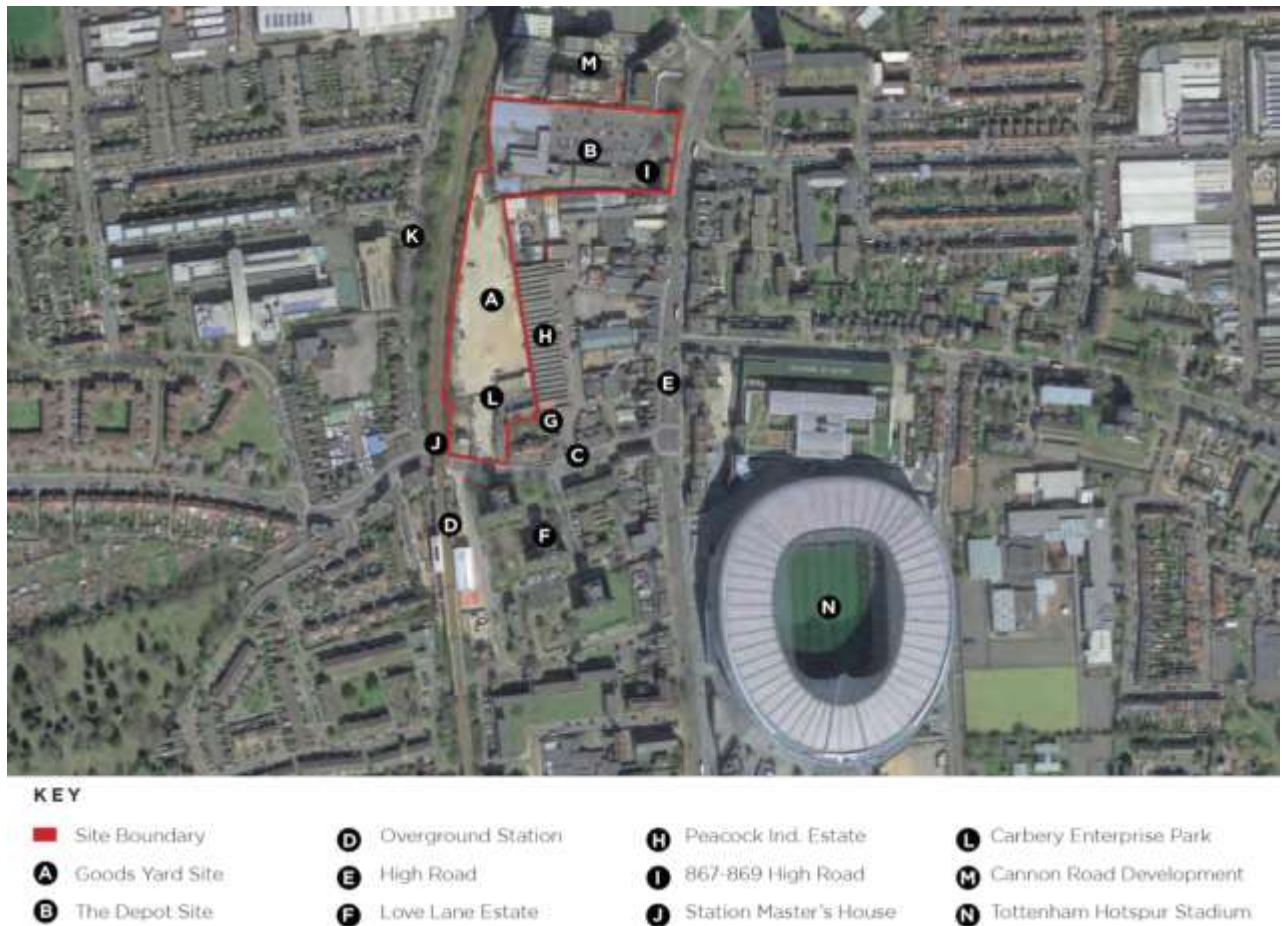 M
B
I
K
A
H
E
L
G
J
C
D
F
N
KEY
Site Boundary
D Overground Station
H Peacock Ind. Estate
L Carbery Enterprise Park
A Goods Yard Site
E High Road
I 867-869 High Road
M Cannon Road Development
B The Depot Site
F Love Lane Estate
J Station Master's House
N Tottenham Hotspur Stadium